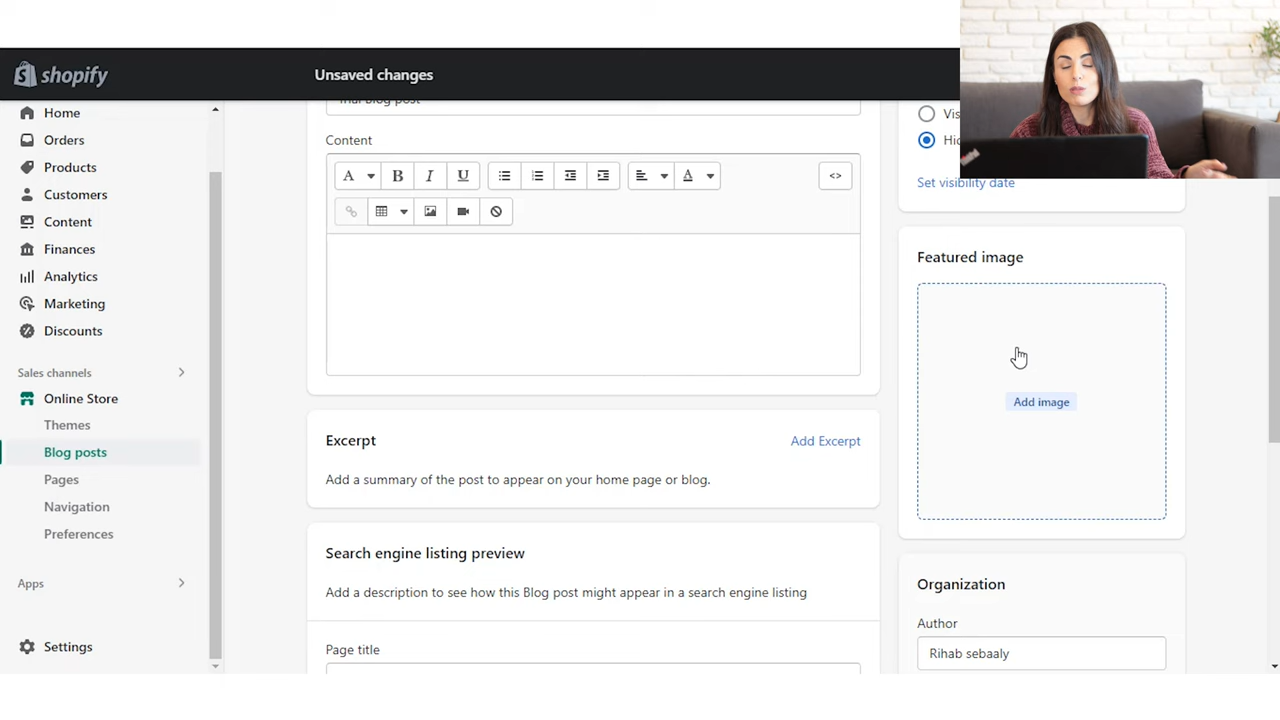 shopify
Unsaved changes
Home
Orders
Products
Customers
Content
Finances
Analytics
Marketing
Discounts
Sales channels
Online Store
Themes
Blog posts
Pages
Navigation
Preferences
Apps
Settings
blog post
Content
A
B
I
U
A
<>
Excerpt
Add Excerpt
Add a summary of the post to appear on your home page or blog.
Search engine listing preview
Add a description to see how this Blog post might appear in a search engine listing
Page title
Set visibility date
Featured image
Add image
Organization
Author
Rihab sebaaly